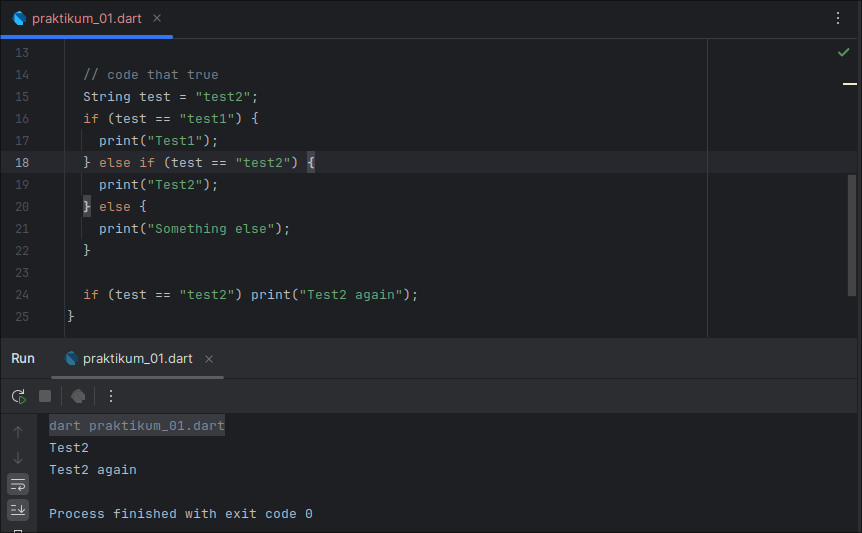 praktikum_01.dart
13
14 // code that true
15 String test = "test2";
16 if (test == "test1") {
17 print("Test1");
18 } else if (test == "test2") {
19 print("Test2");
20 } else {
21 print("Something else");
22 }
23
24 if (test == "test2") print("Test2 again");
25 }
Run praktikum_01.dart
dart praktikum_01.dart
Test2
Test2 again
Process finished with exit code 0